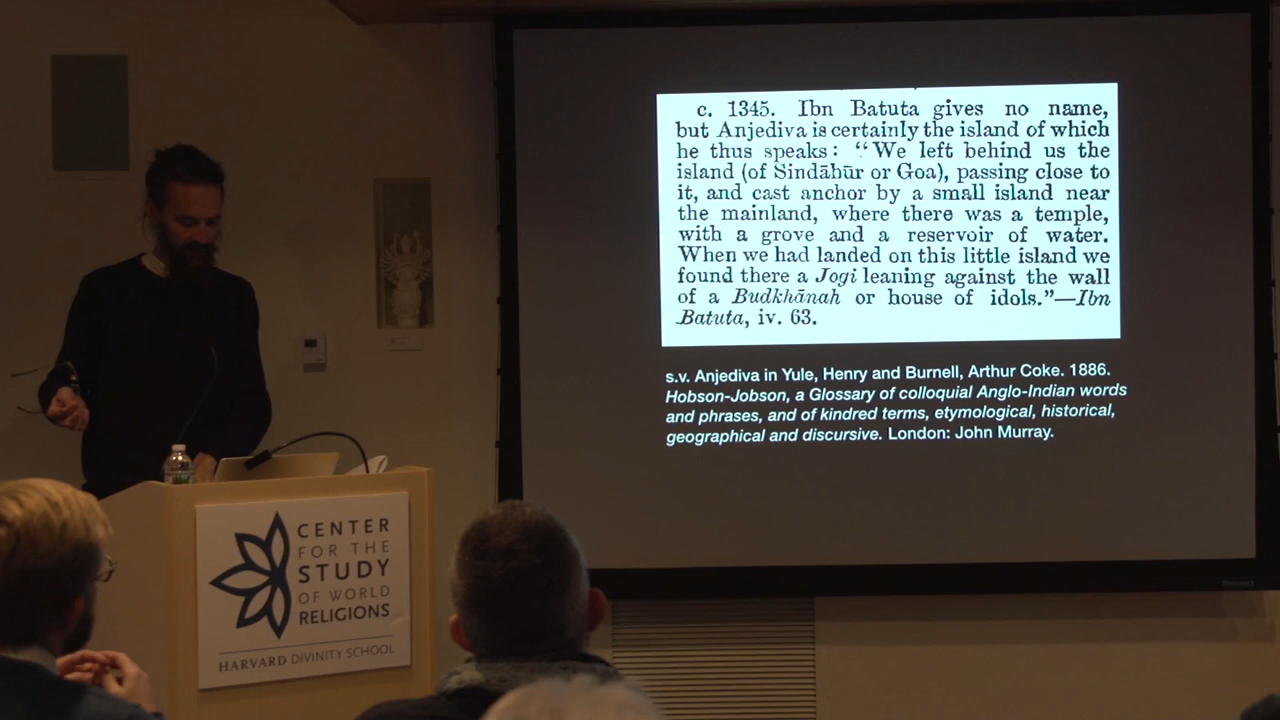 c. 1345. Ibn Batuta gives no name,
but Anjediva is certainly the island of which
he thus speaks: “We left behind us the
island (of Sindābūr or Goa), passing close to
it, and cast anchor by a small island near
the mainland, where there was a temple,
with a grove and a reservoir of water.
When we had landed on this little island we
found there a Jogi leaning against the wall
of a Budkhānah or house of idols.”—Ibn
Batuta, iv. 63.
s.v. Anjediva in Yule, Henry and Burnell, Arthur Coke. 1886.
Hobson-Jobson, a Glossary of colloquial Anglo-Indian words
and phrases, and of kindred terms, etymological, historical,
geographical and discursive. London: John Murray.
CENTER
FOR THE
STUDY
OF WORLD
RELIGIONS
HARVARD DIVINITY SCHOOL